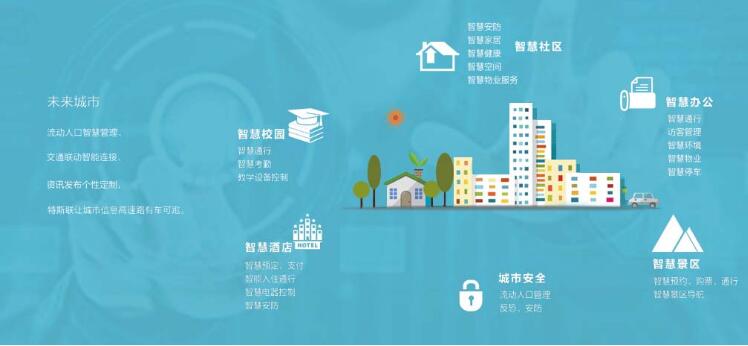 未来城市
流动人口智慧管理、
交通联动智能连接、
资讯发布个性定制、
特斯联让城市信息高速路有车可跑。
智慧校园
智慧通行
智慧考勤
教学设备控制
智慧酒店
HOTEL
智慧预定、支付
智能入住通行
智慧电器控制
智慧安防
智慧安防
智慧家居
智慧健康
智慧空间
智慧物业服务
智慧社区
智慧办公
智慧通行
访客管理
智慧环境
智慧物业
智慧停车
城市安全
流动人口管理
反恐、安防
智慧景区
智慧预约、购票、通行
智慧景区导航